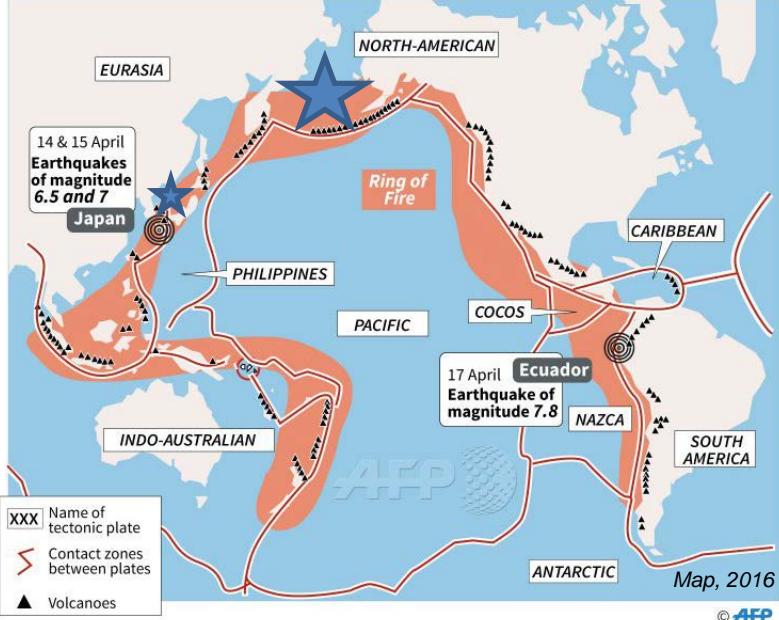 NORTH-AMERICAN
EURASIA
14 & 15 April
Earthquakes
of magnitude
6.5 and 7
Japan
Ring of
Fire
CARIBBEAN
PHILIPPINES
COCOS
PACIFIC
17 April
Ecuador
Earthquake of
magnitude 7.8
NAZCA
INDO-AUSTRALIAN
SOUTH
AMERICA
AFP
XXX
Name of
tectonic plate
Contact zones
between plates
Volcanoes
ANTARCTIC
Map, 2016
© AFP